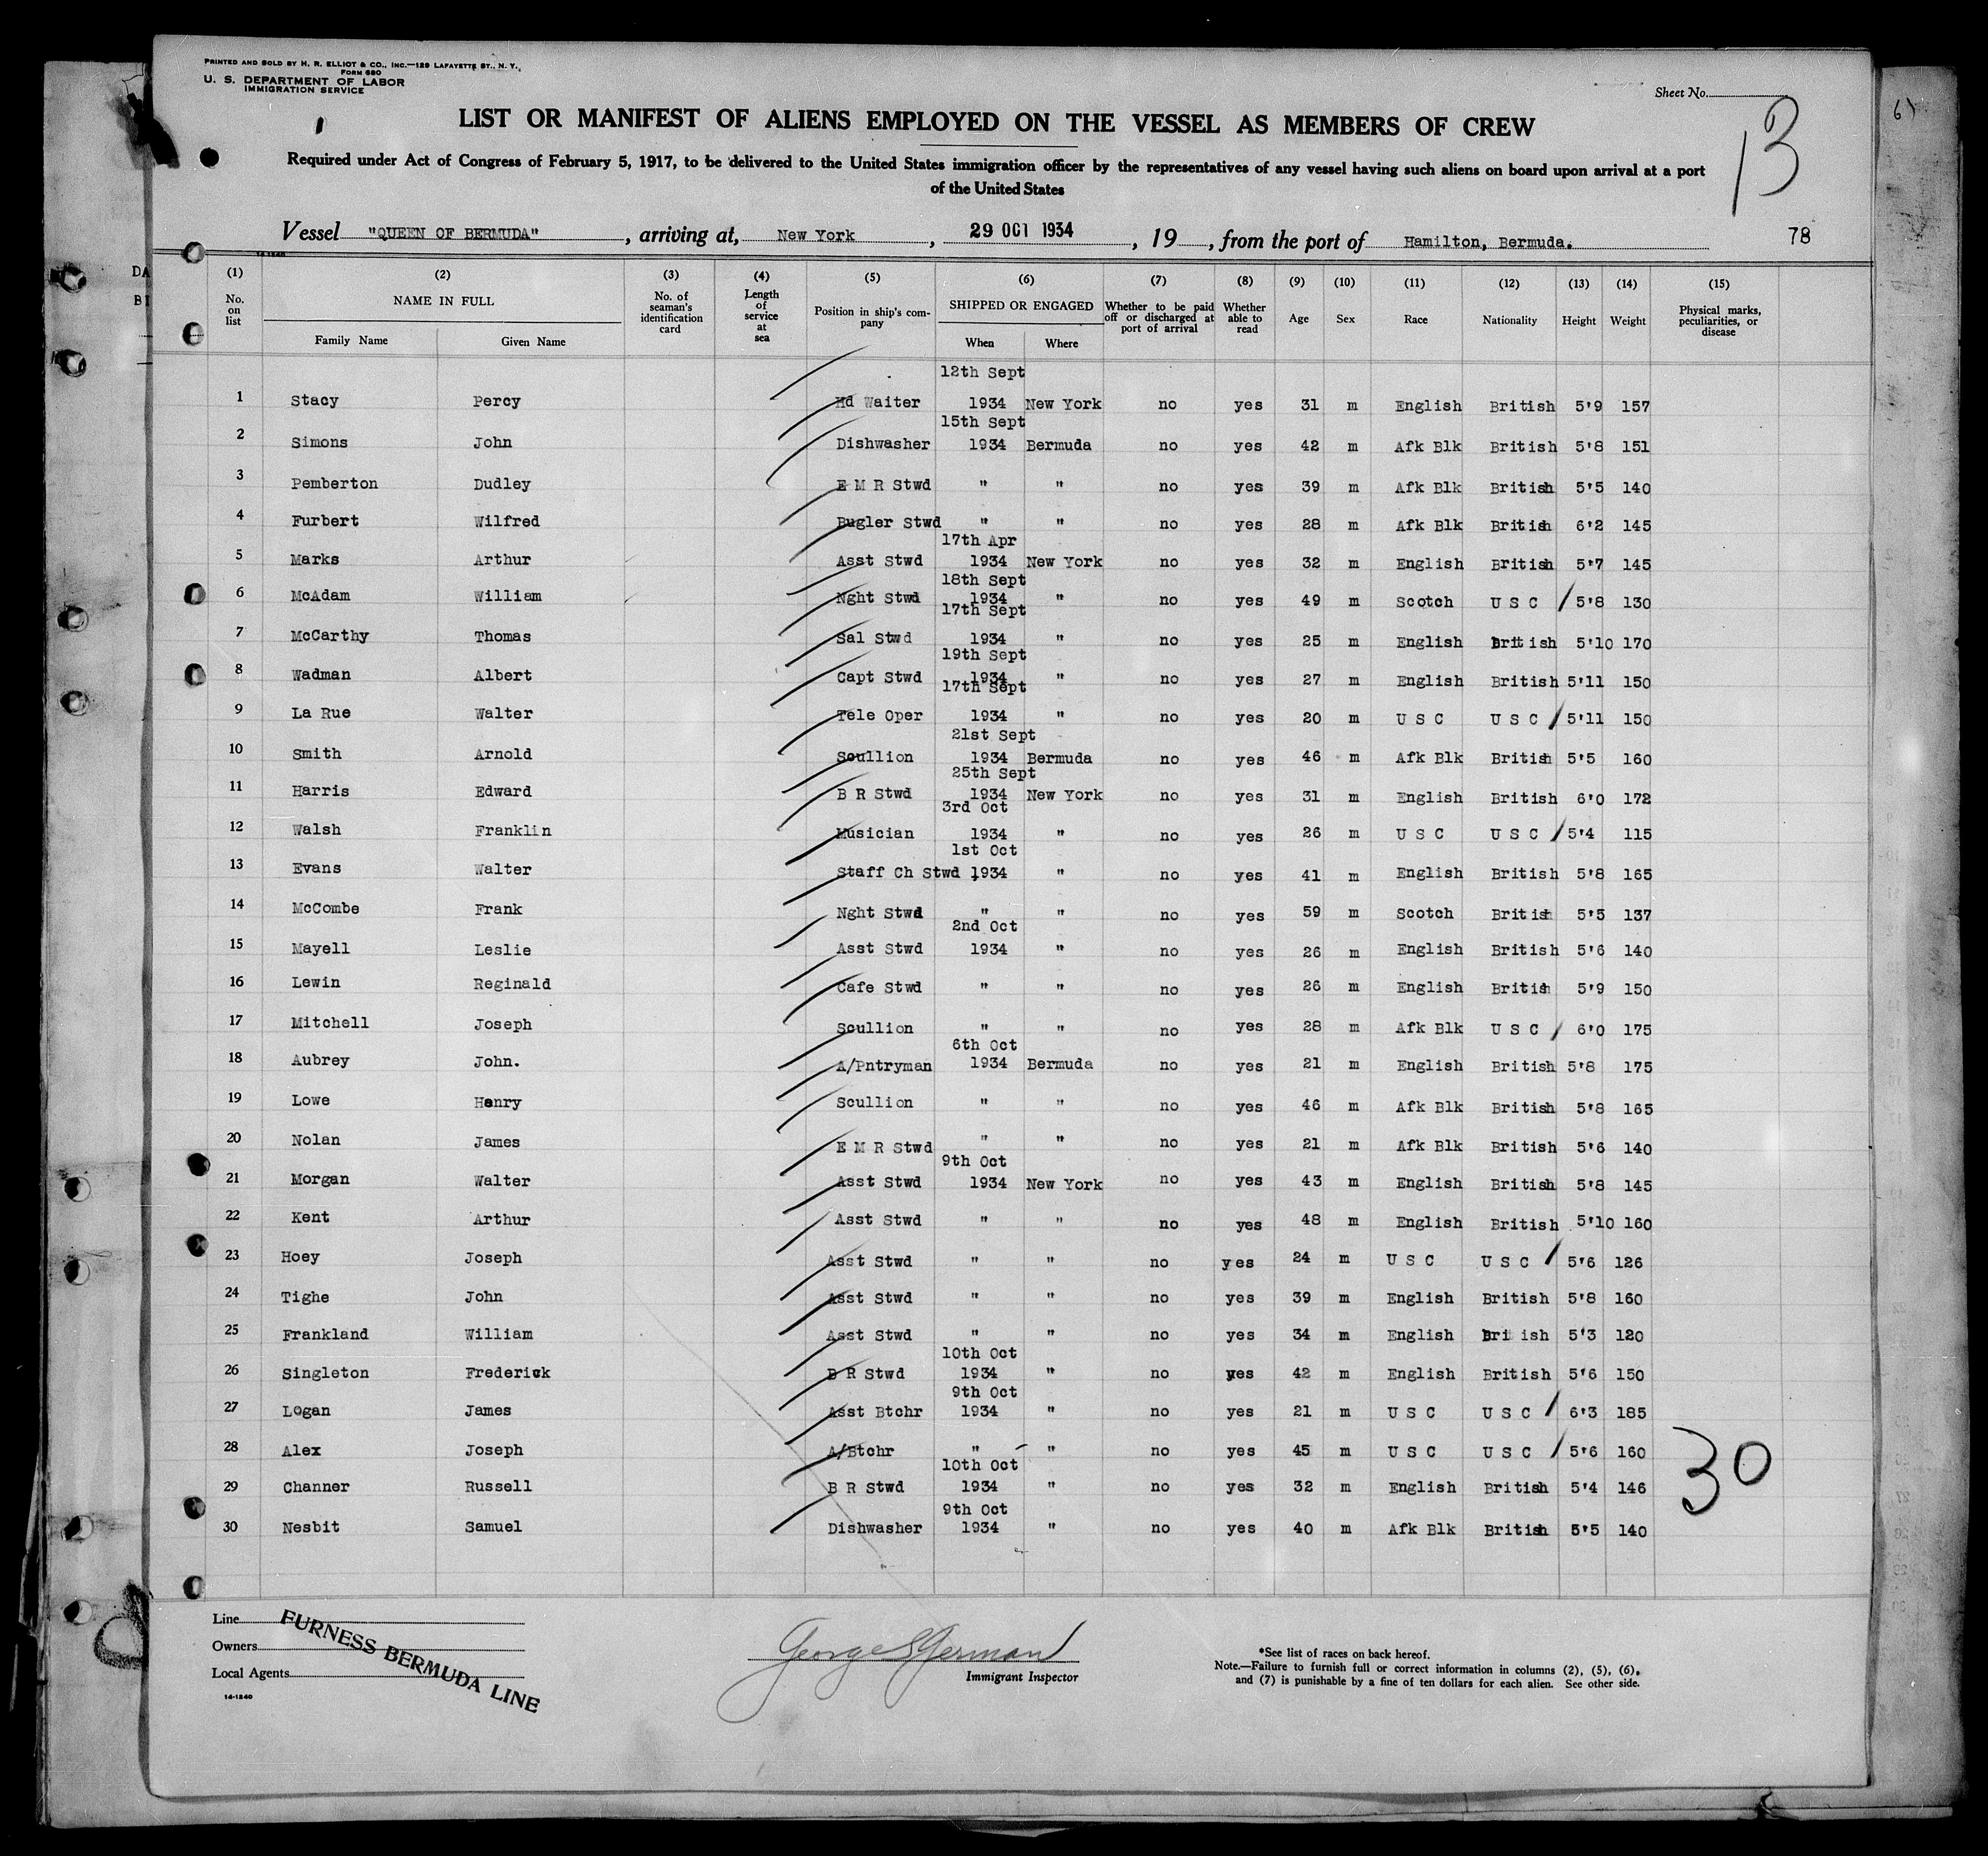 PRINTED AND SOLD BY H. R. ELLIOT & CO., INC.—129 LAFAYETTE ST., N. Y.
FORM 680
U. S. DEPARTMENT OF LABOR
IMMIGRATION SERVICE
Sheet No.
13
LIST OR MANIFEST OF ALIENS EMPLOYED ON THE VESSEL AS MEMBERS OF CREW
Required under Act of Congress of February 5, 1917, to be delivered to the United States immigration officer by the representatives of any vessel having such aliens on board upon arrival at a port
of the United States
Vessel "QUEEN OF BERMUDA", arriving at, New York, 29 OCT 1934, 19 , from the port of Hamilton, Bermuda. 78
14-1240
(1) No. on list (2) NAME IN FULL Family Name Given Name (3) No. of seaman's identification card (4) Length of service at sea (5) Position in ship's company (6) SHIPPED OR ENGAGED When Where (7) Whether to be paid off or discharged at port of arrival (8) Whether able to read (9) Age (10) Sex (11) Race (12) Nationality (13) Height (14) Weight (15) Physical marks, peculiarities, or disease
12th Sept
1 Stacy Percy Hd Waiter 1934 New York no yes 31 m English British 5'9 157
15th Sept
2 Simons John Dishwasher 1934 Bermuda no yes 42 m Afk Blk British 5'8 151
3 Pemberton Dudley E M R Stwd " " no yes 39 m Afk Blk British 5'5 140
4 Furbert Wilfred Bugler Stwd " " no yes 28 m Afk Blk British 6'2 145
17th Apr
5 Marks Arthur Asst Stwd 1934 New York no yes 32 m English British 5'7 145
18th Sept
6 McAdam William Nght Stwd 1934 " no yes 49 m Scotch U S C 5'8 130
17th Sept
7 McCarthy Thomas Sal Stwd 1934 " no yes 25 m English British 5'10 170
19th Sept
8 Wadman Albert Capt Stwd 1934 " no yes 27 m English British 5'11 150
17th Sept
9 La Rue Walter Tele Oper 1934 " no yes 20 m U S C U S C 5'11 150
21st Sept
10 Smith Arnold Scullion 1934 Bermuda no yes 46 m Afk Blk British 5'5 160
25th Sept
11 Harris Edward B R Stwd 1934 New York no yes 31 m English British 6'0 172
3rd Oct
12 Walsh Franklin Musician 1934 " no yes 26 m U S C U S C 5'4 115
1st Oct
13 Evans Walter Staff Ch Stwd 1934 " no yes 41 m English British 5'8 165
14 McCombe Frank Nght Stwd " " no yes 59 m Scotch British 5'5 137
2nd Oct
15 Mayell Leslie Asst Stwd 1934 " no yes 26 m English British 5'6 140
16 Lewin Reginald Cafe Stwd " " no yes 26 m English British 5'9 150
17 Mitchell Joseph Scullion " " no yes 28 m Afk Blk U S C 6'0 175
6th Oct
18 Aubrey John. A/Pntryman 1934 Bermuda no yes 21 m English British 5'8 175
19 Lowe Henry Scullion " " no yes 46 m Afk Blk British 5'8 165
20 Nolan James E M R Stwd " " no yes 21 m Afk Blk British 5'6 140
9th Oct
21 Morgan Walter Asst Stwd 1934 New York no yes 43 m English British 5'8 145
22 Kent Arthur Asst Stwd " " no yes 48 m English British 5'10 160
23 Hoey Joseph Asst Stwd " " no yes 24 m U S C U S C 5'6 126
24 Tighe John Asst Stwd " " no yes 39 m English British 5'8 160
25 Frankland William Asst Stwd " " no yes 34 m English British 5'3 120
10th Oct
26 Singleton Frederick B R Stwd 1934 " no yes 42 m English British 5'6 150
9th Oct
27 Logan James Asst Btchr 1934 " no yes 21 m U S C U S C 6'3 185
28 Alex Joseph A/Btchr " " no yes 45 m U S C U S C 5'6 160
10th Oct
29 Channer Russell B R Stwd 1934 " no yes 32 m English British 5'4 146
30
9th Oct
30 Nesbit Samuel Dishwasher 1934 " no yes 40 m Afk Blk British 5'5 140
Line
Owners
Local Agents
FURNESS BERMUDA LINE
14-1240
George S German
Immigrant Inspector
*See list of races on back hereof.
Note.—Failure to furnish full or correct information in columns (2), (5), (6),
and (7) is punishable by a fine of ten dollars for each alien. See other side.